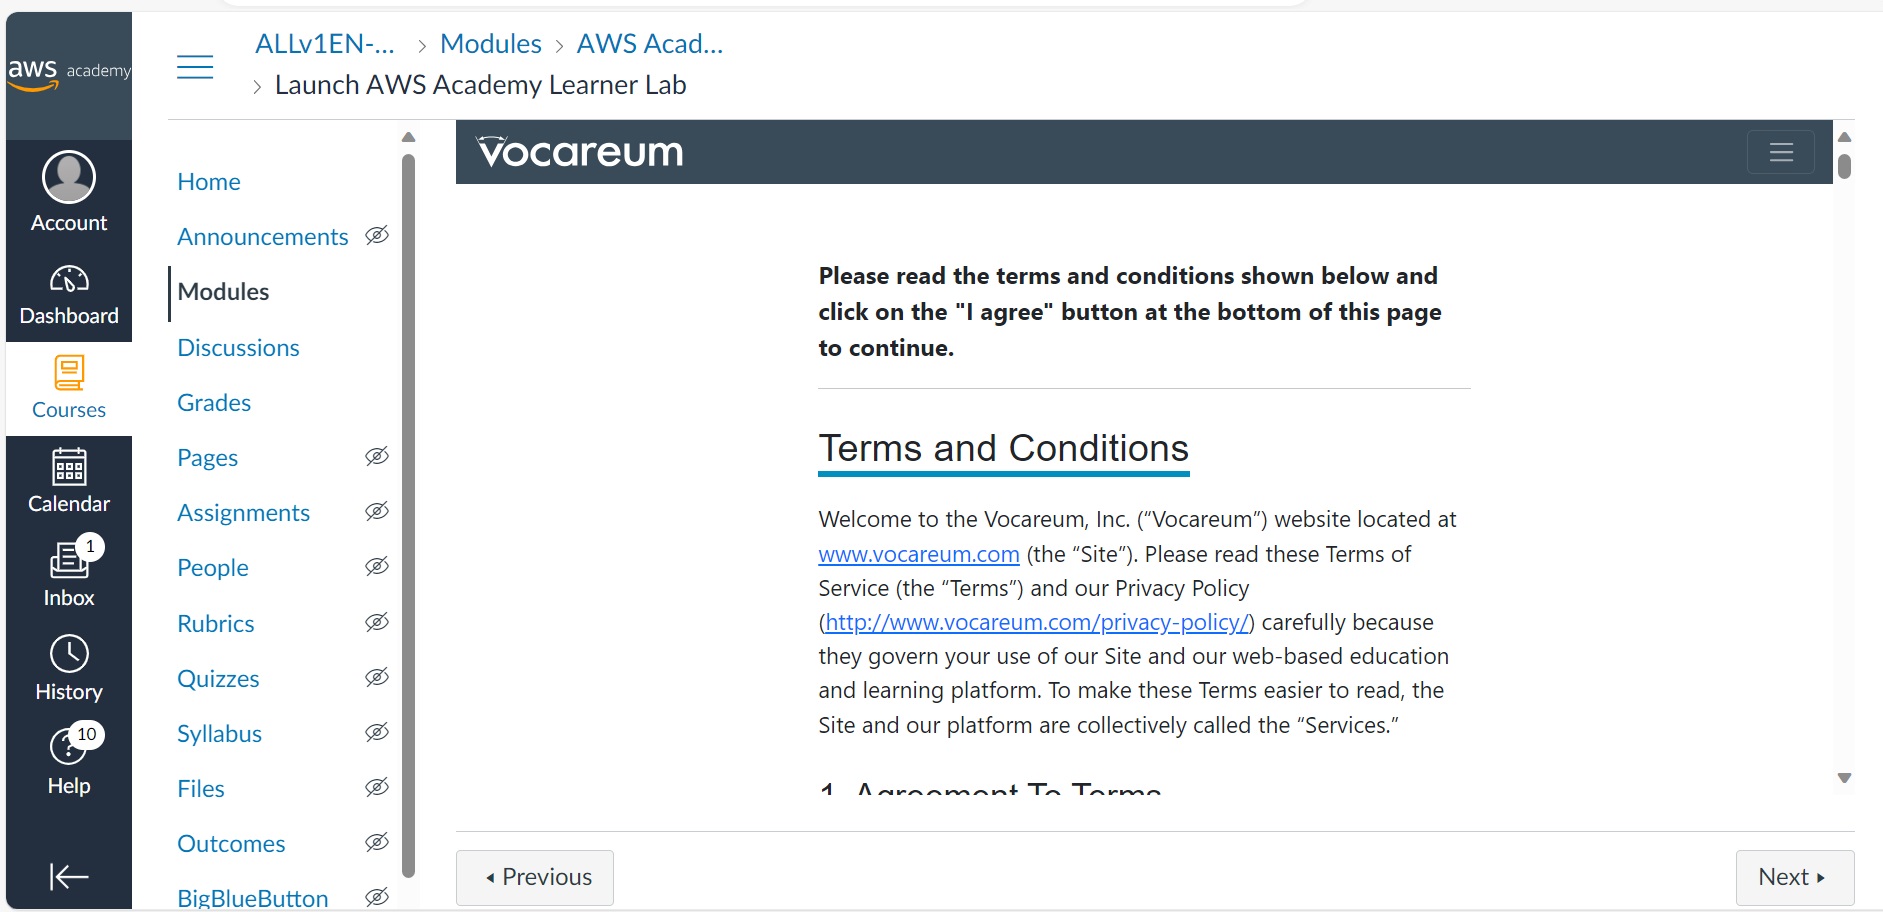 aws academy
Account
Dashboard
Courses
Calendar
1
Inbox
History
10
Help
ALLv1EN-... > Modules > AWS Acad...
> Launch AWS Academy Learner Lab
Home
Announcements
Modules
Discussions
Grades
Pages
Assignments
People
Rubrics
Quizzes
Syllabus
Files
Outcomes
BigBlueButton
Vocareum
Please read the terms and conditions shown below and
click on the "I agree" button at the bottom of this page
to continue.
Terms and Conditions
Welcome to the Vocareum, Inc. (“Vocareum”) website located at
www.vocareum.com (the “Site”). Please read these Terms of
Service (the “Terms”) and our Privacy Policy
(http://www.vocareum.com/privacy-policy/) carefully because
they govern your use of our Site and our web-based education
and learning platform. To make these Terms easier to read, the
Site and our platform are collectively called the “Services.”
1. Agreement To Terms
Previous
Next